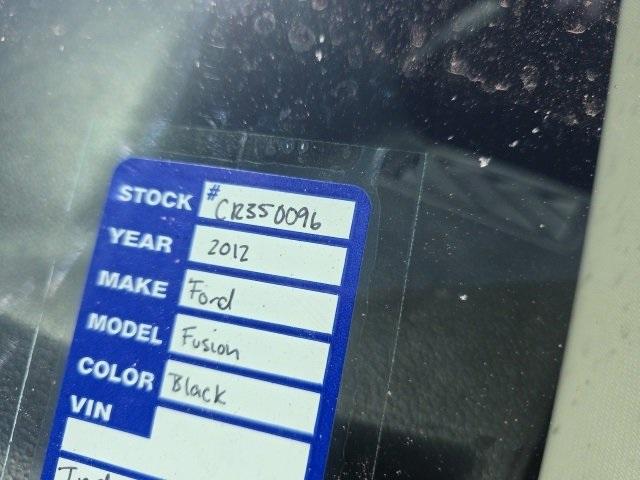 STOCK # CR350096
YEAR 2012
MAKE Ford
MODEL Fusion
COLOR Black
VIN